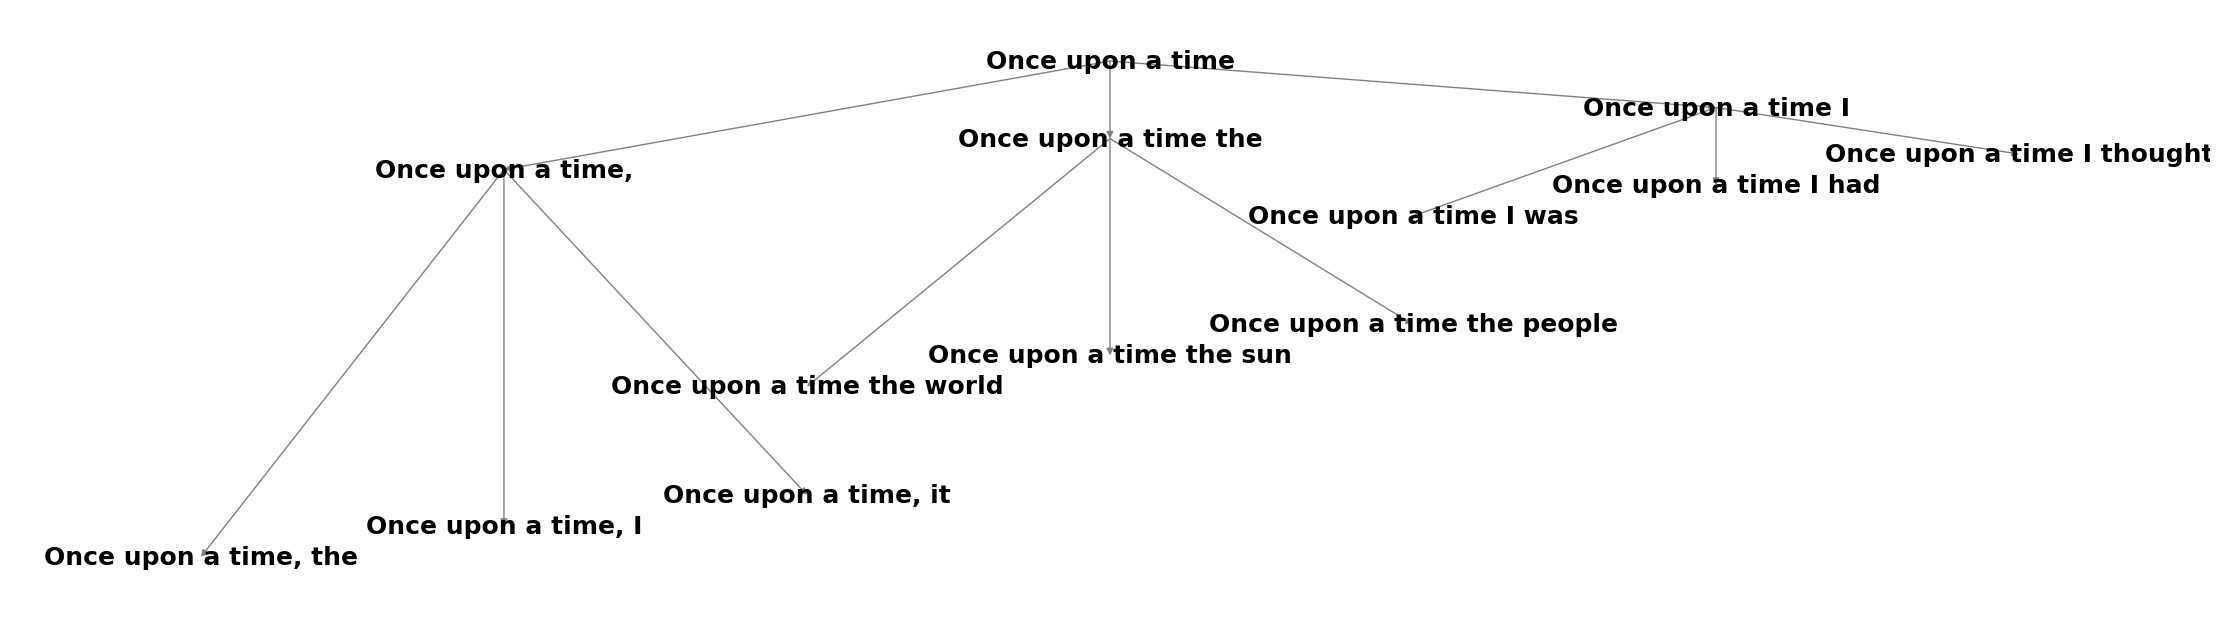 Once upon a time
Once upon a time I
Once upon a time the
Once upon a time I thought
Once upon a time,
Once upon a time I had
Once upon a time I was
Once upon a time the people
Once upon a time the sun
Once upon a time the world
Once upon a time, it
Once upon a time, I
Once upon a time, the